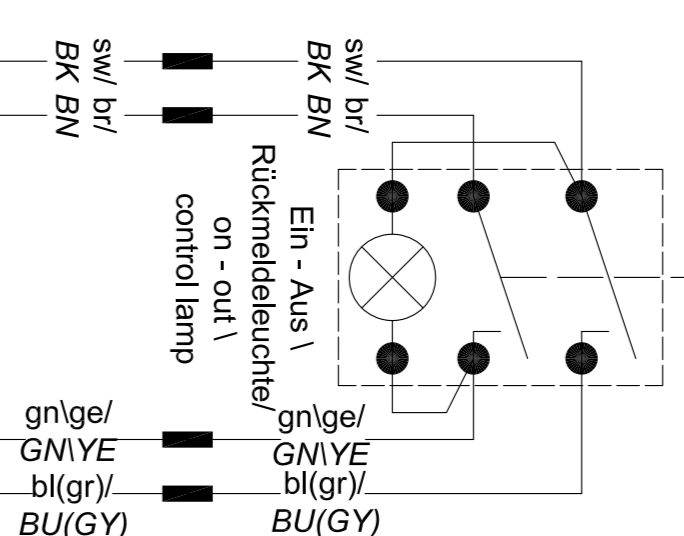 sw/ br/
BK BN
sw/ br/
BK BN
Ein - Aus \
Rückmeldeleuchte/
on - out \
control lamp
gn\ge/
GN\YE
bl(gr)/
BU(GY)
gn\ge/
GN\YE
bl(gr)/
BU(GY)